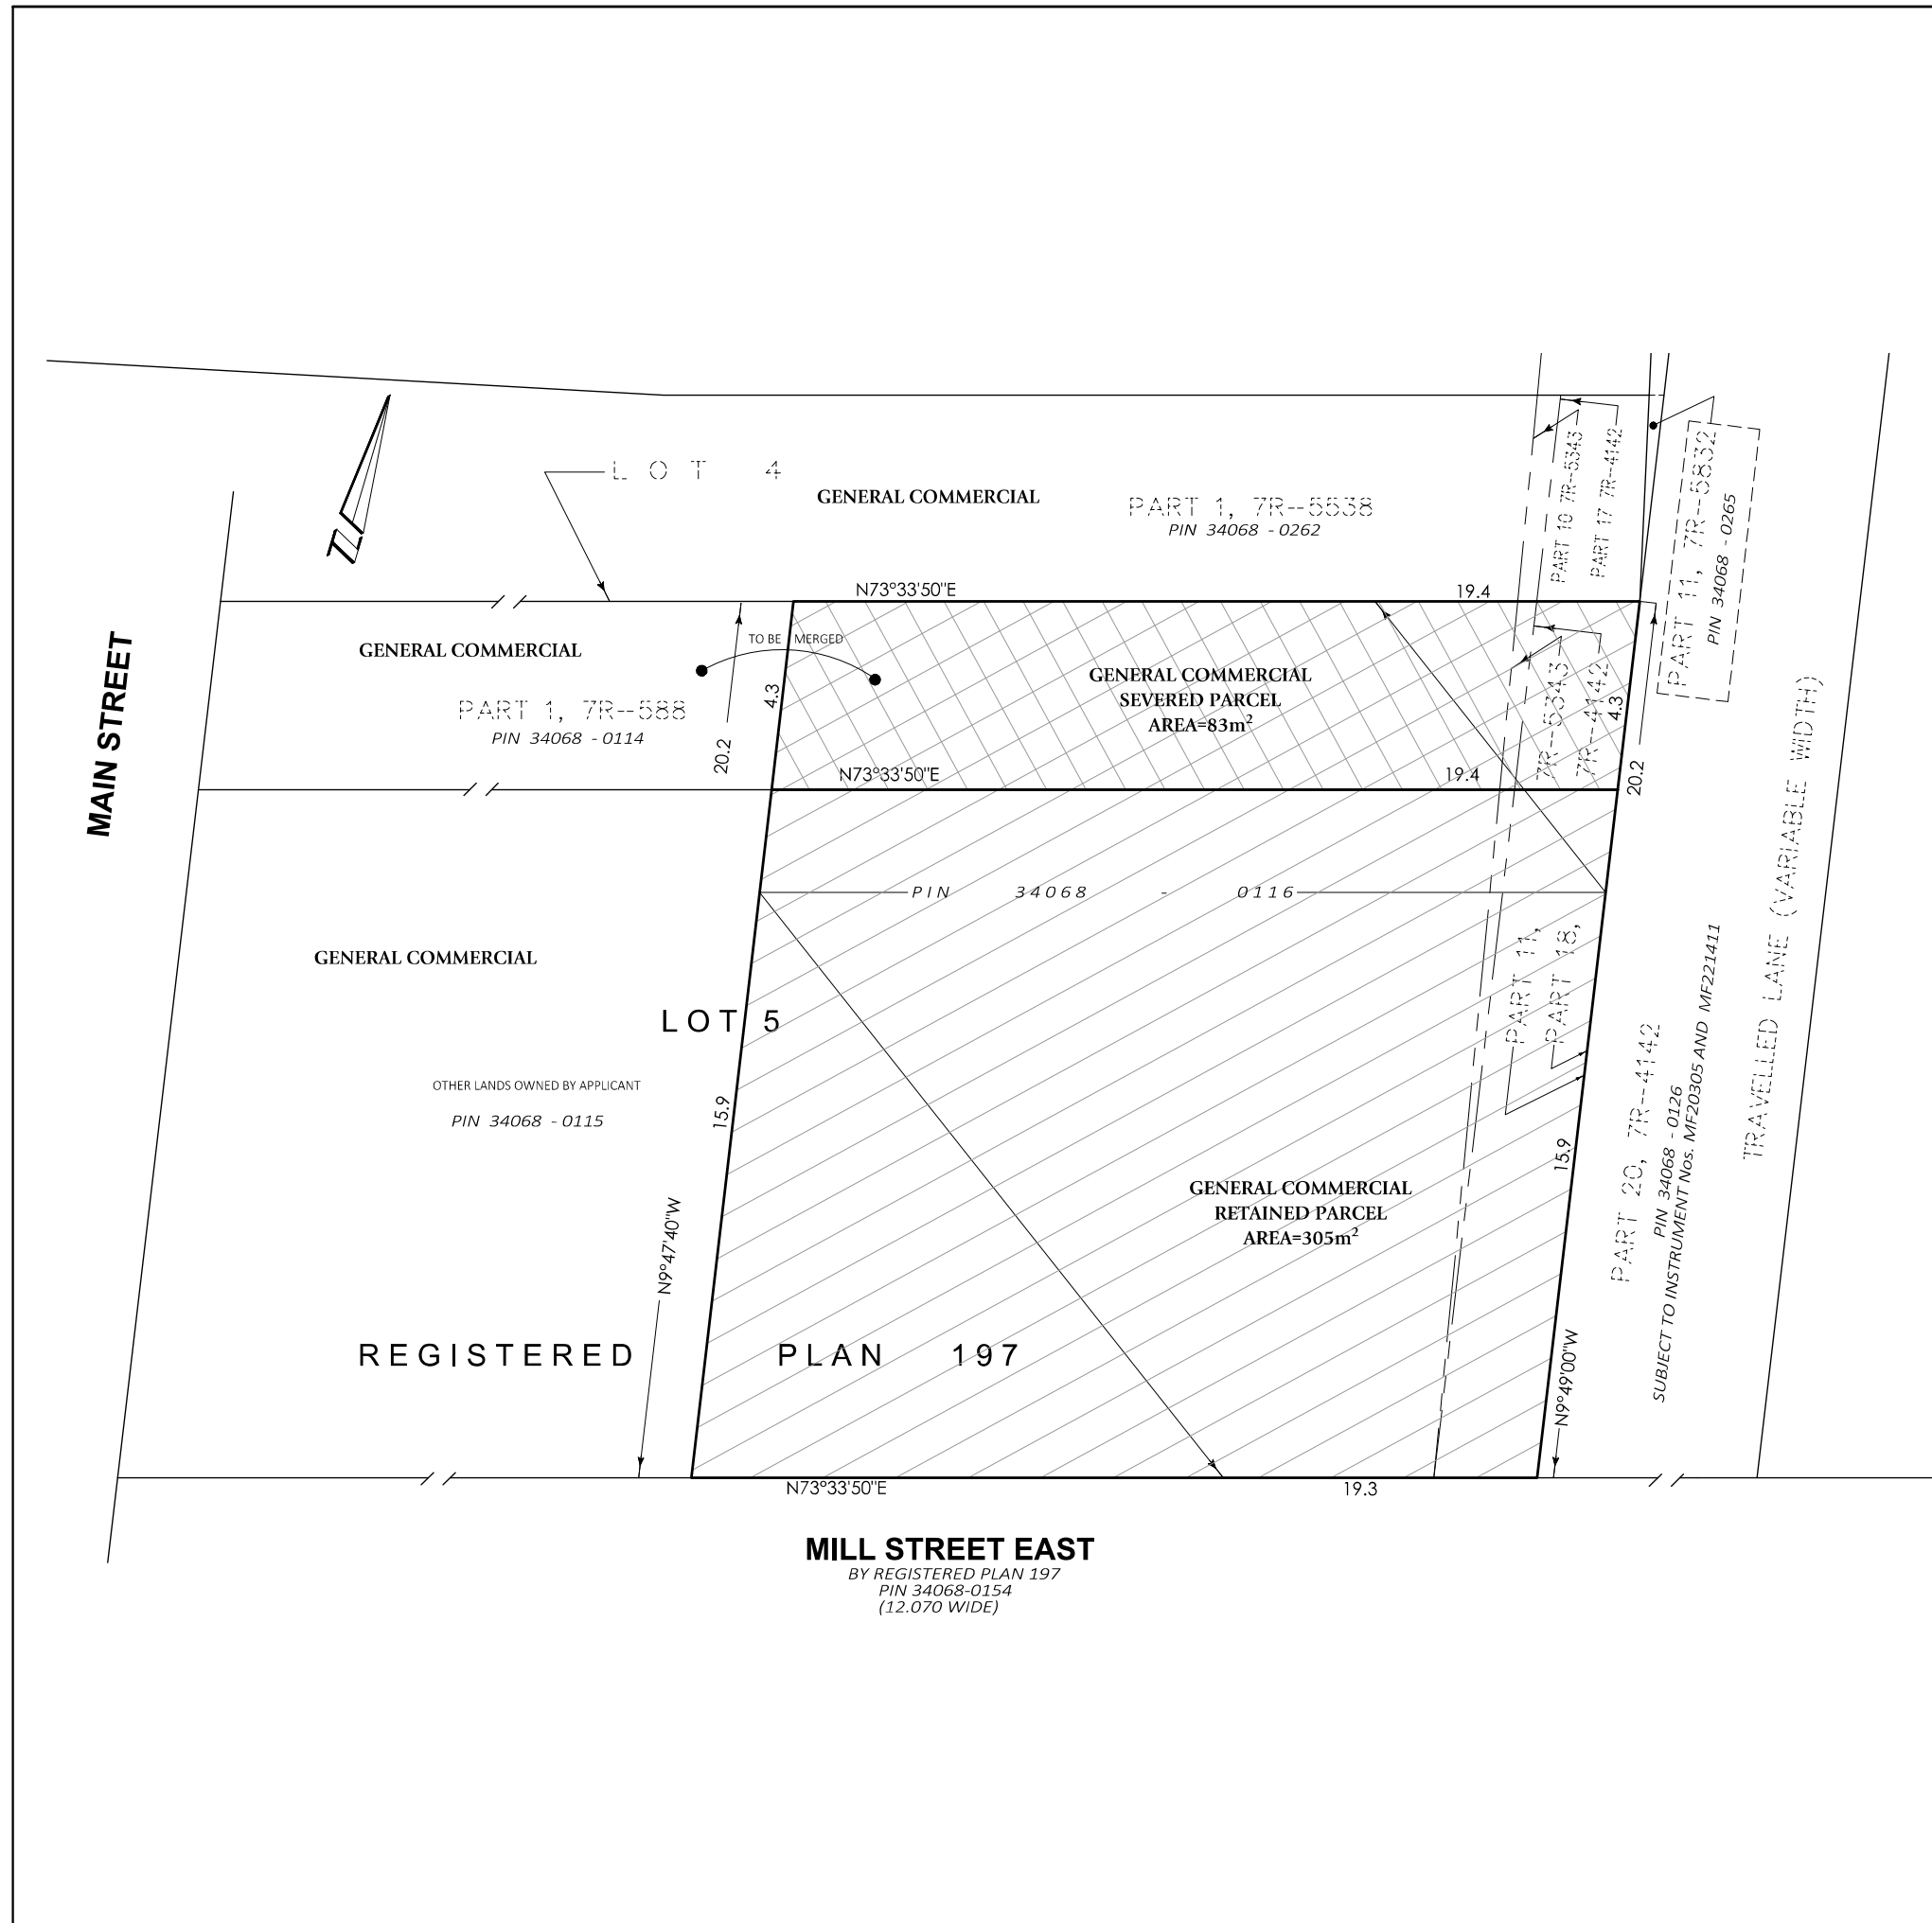 L O T 4
GENERAL COMMERCIAL
PART 1, 7R--5538
PIN 34068 - 0262
PART 10 7R--5343
PART 17 7R--4142
PART 11, 7R--5832
PIN 34068 - 0265
N73°33'50"E
19.4
MAIN STREET
GENERAL COMMERCIAL
PART 1, 7R--588
PIN 34068 - 0114
TO BE MERGED
4.3
20.2
GENERAL COMMERCIAL
SEVERED PARCEL
AREA=83m²
7R--5343
7R--4142
4.3
20.2
N73°33'50"E
19.4
PIN 34068 - 0116
GENERAL COMMERCIAL
LOT 5
OTHER LANDS OWNED BY APPLICANT
PIN 34068 - 0115
15.9
N9°47'40"W
PART 11,
PART 18,
15.9
GENERAL COMMERCIAL
RETAINED PARCEL
AREA=305m²
N9°49'00"W
PART 20, 7R--4142
PIN 34068 - 0126
SUBJECT TO INSTRUMENT Nos. MF20305 AND MF221411
TRAVELLED LANE (VARIABLE WIDTH)
REGISTERED PLAN 197
N73°33'50"E
19.3
MILL STREET EAST
BY REGISTERED PLAN 197
PIN 34068-0154
(12.070 WIDE)